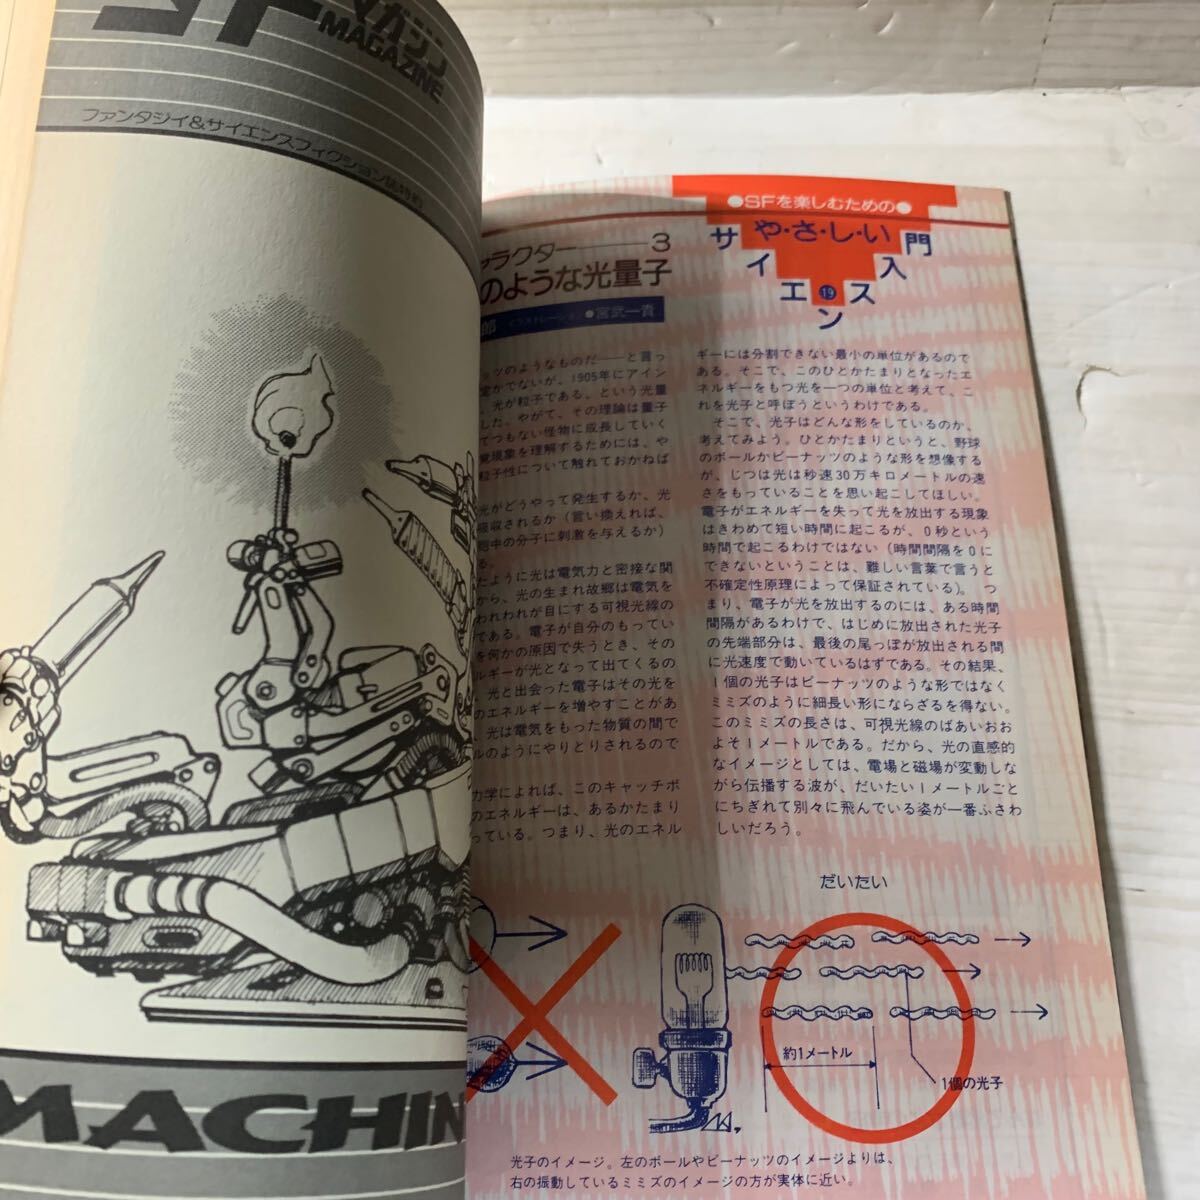 SFマガジン
MAGAZINE
ファンタジイ&サイエンスフィクション誌特約
MACHIN
●SFを楽しむための●
や・さ・し・い
サイエンス入門
19
ラクター——3
のような光量子
郎 イラストレーション●宮武一貴
ッツのようなものだ——と言っ
定かでないが、1905年にアイン
、光が粒子である、という光量
した。やがて、その理論は量子
てつもない怪物に成長していく
覚現象を理解するためには、や
粒子性について触れておかねば
光がどうやって発生するか、光
吸収されるか（言い換えれば、
胞中の分子に刺激を与えるか）
る。
たように光は電気力と密接な関
から、光の生まれ故郷は電気を
われわれが目にする可視光線の
である。電子が自分のもってい
を何かの原因で失うとき、その
ルギーが光となって出てくるの
、光と出会った電子はその光を
のエネルギーを増やすことがあ
、光は電気をもった物質の間で
ルのようにやりとりされるので
力学によれば、このキャッチボ
のエネルギーは、あるかたまり
っている。つまり、光のエネル
ギーには分割できない最小の単位があるので
ある。そこで、このひとかたまりとなったエ
ネルギーをもつ光を一つの単位と考えて、こ
れを光子と呼ぼうというわけである。
そこで、光子はどんな形をしているのか、
考えてみよう。ひとかたまりというと、野球
のボールかピーナッツのような形を想像する
が、じつは光は秒速30万キロメートルの速
さをもっていることを思い起こしてほしい。
電子がエネルギーを失って光を放出する現象
はきわめて短い時間に起こるが、0秒という
時間で起こるわけではない（時間間隔を0に
できないということは、難しい言葉で言うと
不確定性原理によって保証されている)。つ
まり、電子が光を放出するのには、ある時間
間隔があるわけで、はじめに放出された光子
の先端部分は、最後の尾っぽが放出される間
に光速度で動いているはずである。その結果、
1個の光子はピーナッツのような形ではなく
ミミズのように細長い形にならざるを得ない。
このミミズの長さは、可視光線のばあいおお
よそ1メートルである。だから、光の直感的
なイメージとしては、電場と磁場が変動しな
がら伝播する波が、だいたい1メートルごと
にちぎれて別々に飛んでいる姿が一番ふさわ
しいだろう。
だいたい
約1メートル
1個の光子
光子のイメージ。左のボールやピーナッツのイメージよりは、
右の振動しているミミズのイメージの方が実体に近い。